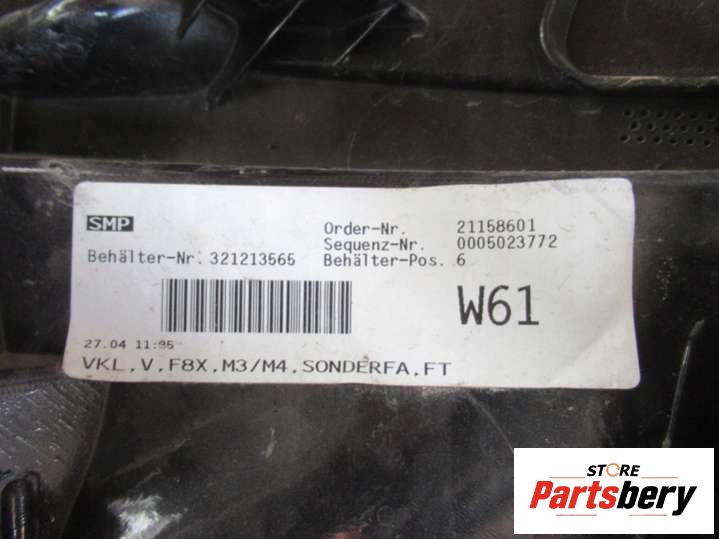 SMP
Order-Nr. 21158601
Sequenz-Nr. 0005023772
Behälter-Nr. 321213565 Behälter-Pos. 6
W61
27.04 11:
VKL,V,F8X,M3/M4,SONDERFA,FT
STORE
Partsbery